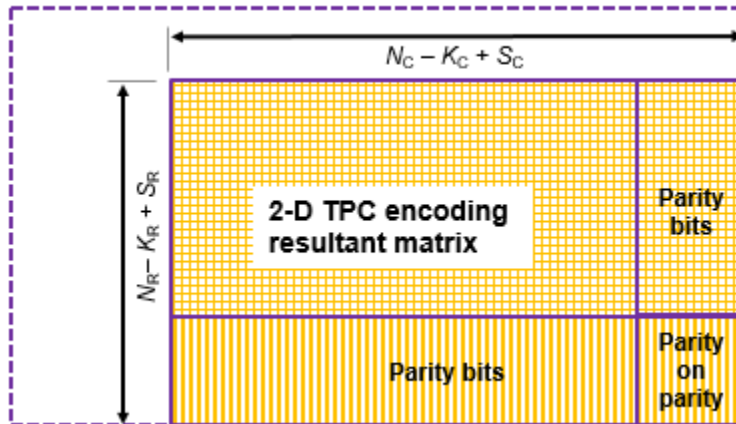 N_C – K_C + S_C
N_R – K_R + S_R
2-D TPC encoding
resultant matrix
Parity
bits
Parity bits
Parity
on
parity